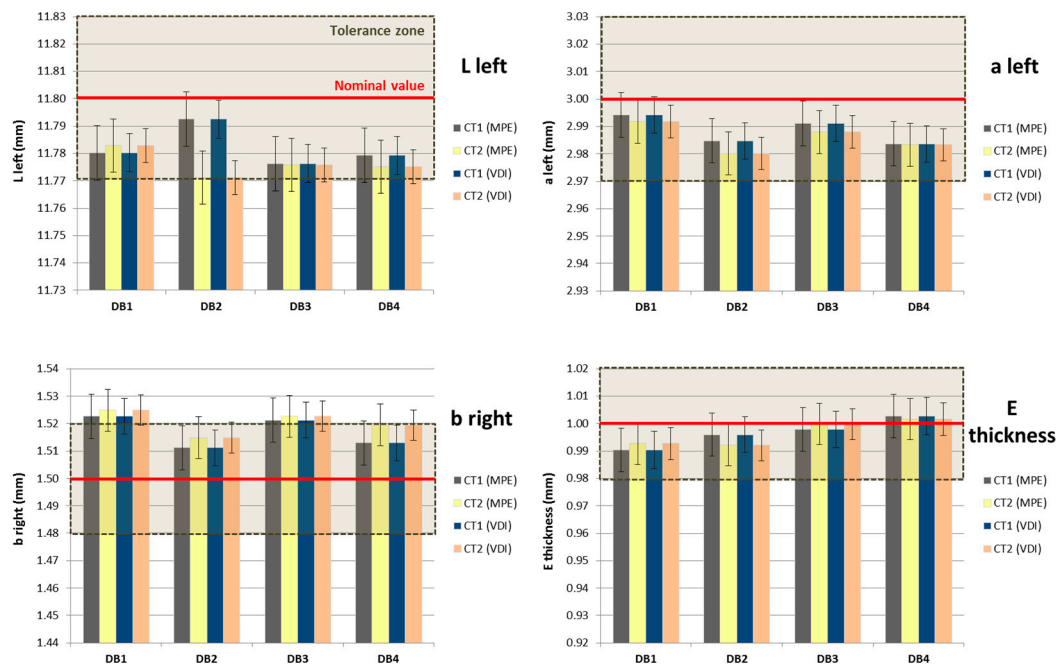 11.83
11.82
11.81
11.80
11.79
11.78
11.77
11.76
11.75
11.74
11.73
L left (mm)
Tolerance zone
Nominal value
DB1 DB2 DB3 DB4
L left
CT1 (MPE)
CT2 (MPE)
CT1 (VDI)
CT2 (VDI)
3.03
3.02
3.01
3.00
2.99
2.98
2.97
2.96
2.95
2.94
2.93
a left (mm)
DB1 DB2 DB3 DB4
a left
CT1 (MPE)
CT2 (MPE)
CT1 (VDI)
CT2 (VDI)
1.54
1.53
1.52
1.51
1.50
1.49
1.48
1.47
1.46
1.45
1.44
b right (mm)
DB1 DB2 DB3 DB4
b right
CT1 (MPE)
CT2 (MPE)
CT1 (VDI)
CT2 (VDI)
1.02
1.01
1.00
0.99
0.98
0.97
0.96
0.95
0.94
0.93
0.92
E thickness (mm)
DB1 DB2 DB3 DB4
E
thickness
CT1 (MPE)
CT2 (MPE)
CT1 (VDI)
CT2 (VDI)